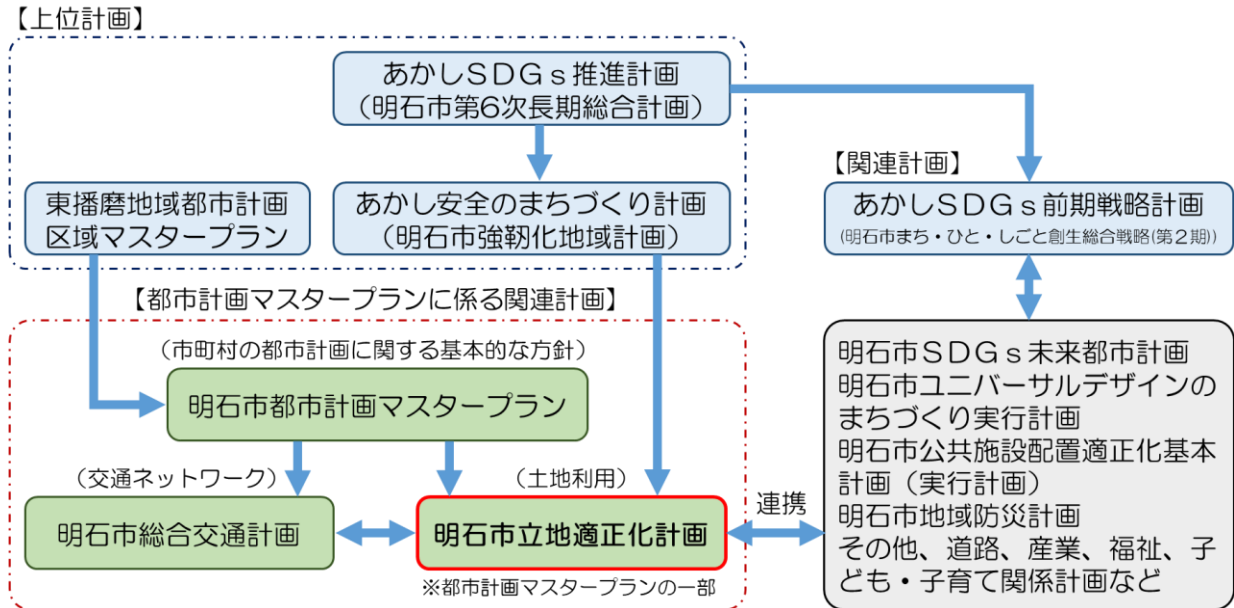 【上位計画】
あかしSDGs推進計画
(明石市第6次長期総合計画)
東播磨地域都市計画
区域マスタープラン
あかし安全のまちづくり計画
(明石市強靭化地域計画)
【関連計画】
あかしSDGs前期戦略計画
(明石市まち・ひと・しごと創生総合戦略(第2期))
【都市計画マスタープランに係る関連計画】
(市町村の都市計画に関する基本的な方針)
明石市都市計画マスタープラン
(交通ネットワーク)
(土地利用)
明石市総合交通計画
明石市立地適正化計画
※都市計画マスタープランの一部
連携
明石市SDGs未来都市計画
明石市ユニバーサルデザインの
まちづくり実行計画
明石市公共施設配置適正化基本
計画(実行計画)
明石市地域防災計画
その他、道路、産業、福祉、子
ども・子育て関係計画など